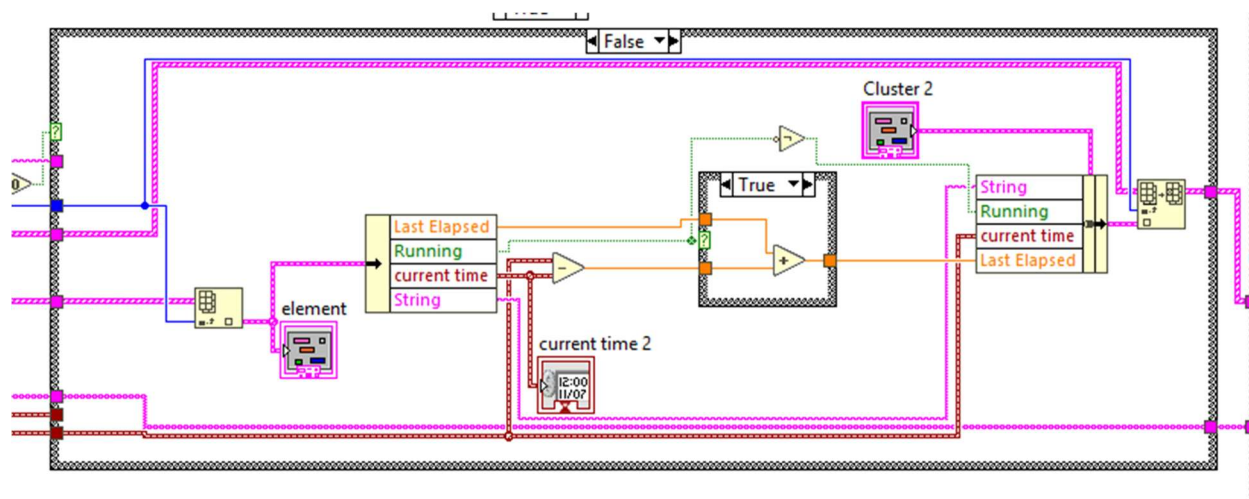 False
Cluster 2
True
String
Running
current time
Last Elapsed
Last Elapsed
Running
current time
String
element
current time 2
12:00
11/07